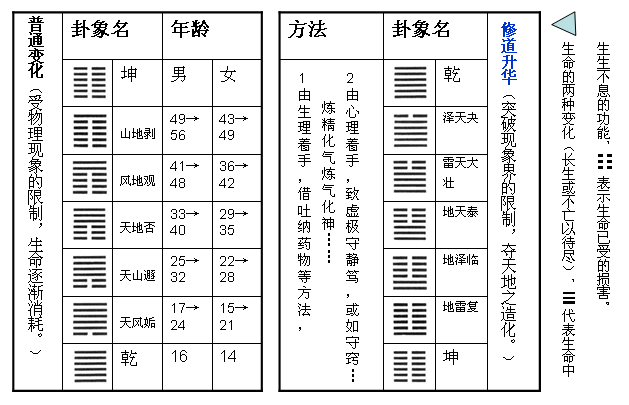 普通变化（受物理现象的限制，生命逐渐消耗。）
卦象名 年龄
坤 男 女
山地剥 49→56 43→49
风地观 41→48 36→42
天地否 33→40 29→35
天山遐 25→32 22→28
天风姤 17→24 15→21
乾 16 14
方法 卦象名
1由生理着手，借吐纳药物等方法，
炼精化气炼气化神……
2由心理着手，致虚极守静笃，或如守窍……
乾
泽天夬
雷天大壮
地天泰
地泽临
地雷复
坤
修道升华（突破现象界的限制，夺天地之造化。）
生命的两种变化（长生或不亡以待尽），☰ 代表生命中
生生不息的功能，☷ 表示生命已受的损害。